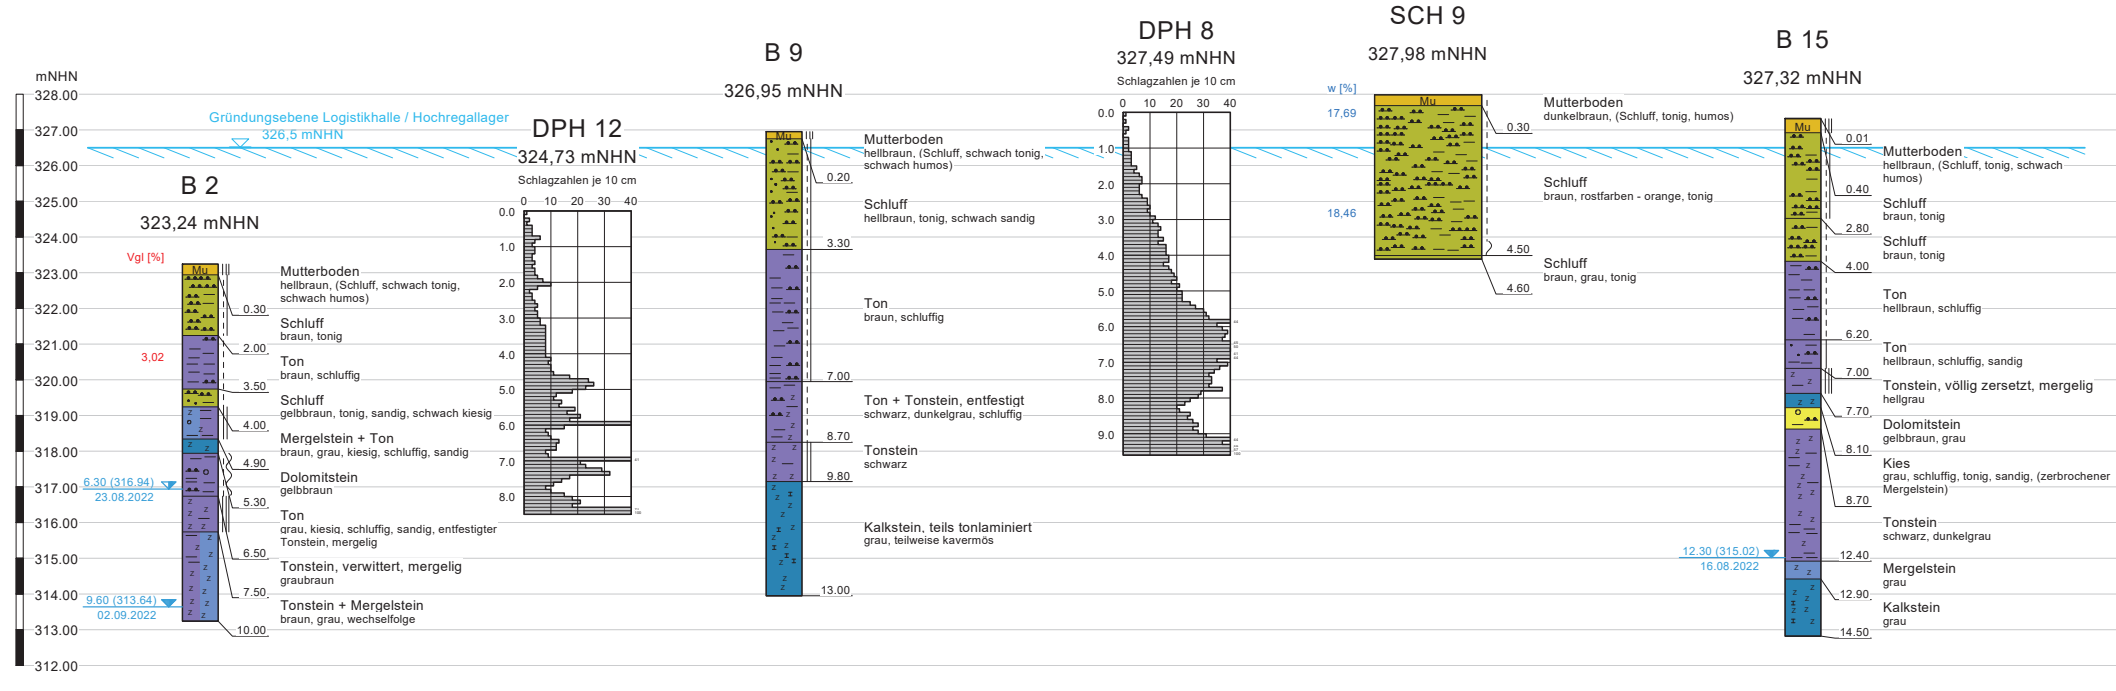 mNHN
328.00
327.00
326.00
325.00
324.00
323.00
322.00
321.00
320.00
319.00
318.00
317.00
316.00
315.00
314.00
313.00
312.00
Gründungsebene Logistikhalle / Hochregallager
326,5 mNHN
B 2
323,24 mNHN
Vgl [%]
3,02
6.30 (316.94)
23.08.2022
9.60 (313.64)
02.09.2022
Mu
0.30
2.00
3.50
4.00
4.90
5.30
6.50
7.50
10.00
Mutterboden
hellbraun, (Schluff, schwach tonig,
schwach humos)
Schluff
braun, tonig
Ton
braun, schluffig
Schluff
gelbbraun, tonig, sandig, schwach kiesig
Mergelstein + Ton
braun, grau, kiesig, schluffig, sandig
Dolomitstein
gelbbraun
Ton
grau, kiesig, schluffig, sandig, entfestigter
Tonstein, mergelig
Tonstein, verwittert, mergelig
graubraun
Tonstein + Mergelstein
braun, grau, wechselfolge
DPH 12
324,73 mNHN
Schlagzahlen je 10 cm
0 10 20 30 40
0.0
1.0
2.0
3.0
4.0
5.0
6.0
7.0
8.0
B 9
326,95 mNHN
Mu
0.20
3.30
7.00
8.70
9.80
13.00
Mutterboden
hellbraun, (Schluff, schwach tonig,
schwach humos)
Schluff
hellbraun, tonig, schwach sandig
Ton
braun, schluffig
Ton + Tonstein, entfestigt
schwarz, dunkelgrau, schluffig
Tonstein
schwarz
Kalkstein, teils tonlaminiert
grau, teilweise kavermös
DPH 8
327,49 mNHN
Schlagzahlen je 10 cm
0 10 20 30 40
0.0
1.0
2.0
3.0
4.0
5.0
6.0
7.0
8.0
9.0
SCH 9
327,98 mNHN
w [%]
17,69
18,46
Mu
0.30
4.50
4.60
Mutterboden
dunkelbraun, (Schluff, tonig, humos)
Schluff
braun, rostfarben - orange, tonig
Schluff
braun, grau, tonig
B 15
327,32 mNHN
12.30 (315.02)
16.08.2022
Mu
0.01
0.40
2.80
4.00
6.20
7.00
7.70
8.10
8.70
12.40
12.90
14.50
Mutterboden
hellbraun, (Schluff, tonig, schwach
humos)
Schluff
braun, tonig
Schluff
braun, tonig
Ton
hellbraun, schluffig
Ton
hellbraun, schluffig, sandig
Tonstein, völlig zersetzt, mergelig
hellgrau
Dolomitstein
gelbbraun, grau
Kies
grau, schluffig, tonig, sandig, (zerbrochener
Mergelstein)
Tonstein
schwarz, dunkelgrau
Mergelstein
grau
Kalkstein
grau